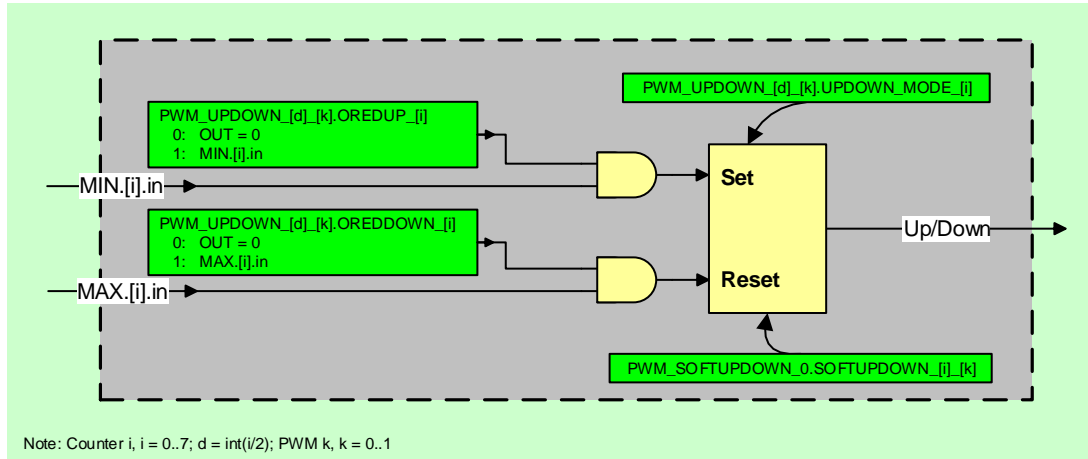 PWM_UPDOWN_[d]_[k].UPDOWN_MODE_[i]
PWM_UPDOWN_[d]_[k].OREDUP_[i]
0: OUT = 0
1: MIN.[i].in
MIN.[i].in
Set
PWM_UPDOWN_[d]_[k].OREDDOWN_[i]
0: OUT = 0
1: MAX.[i].in
Up/Down
MAX.[i].in
Reset
PWM_SOFTUPDOWN_0.SOFTUPDOWN_[i]_[k]
Note: Counter i, i = 0..7; d = int(i/2); PWM k, k = 0..1